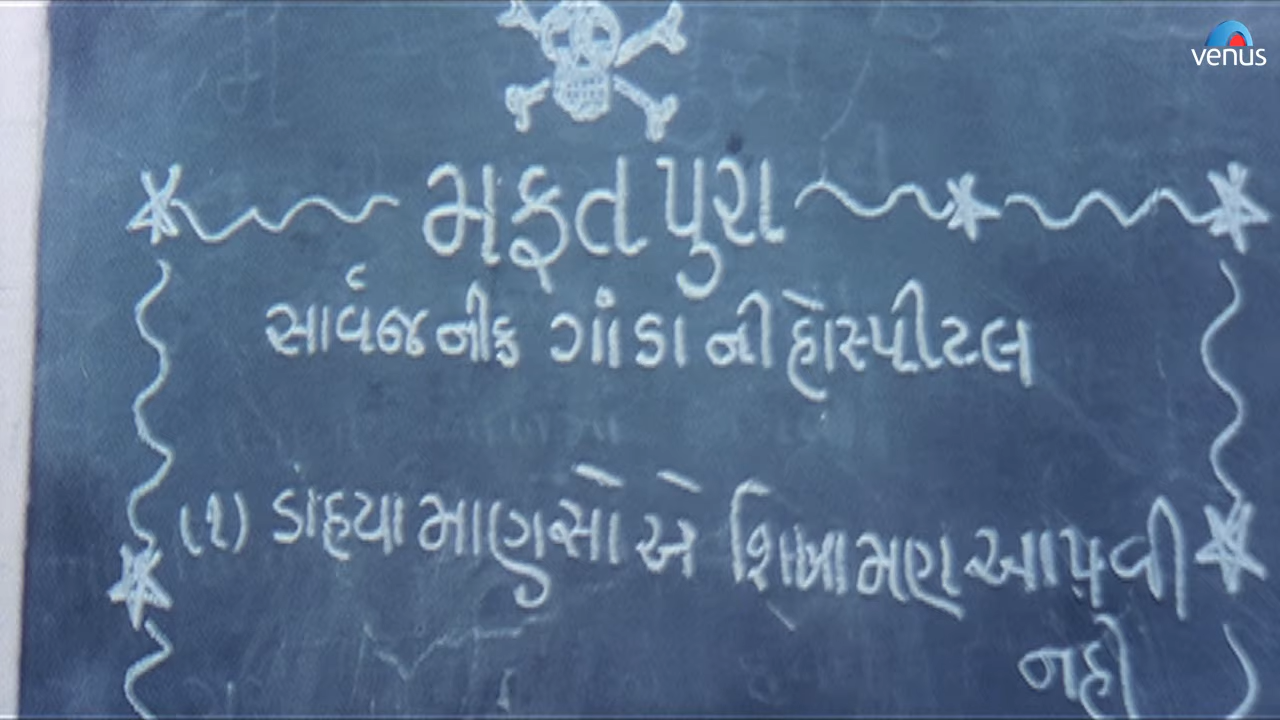 venus
મફતપુરા
સાર્વજનીક ગાંડાની હોસ્પીટલ
(૧) ડાહયા માણસોએ શિખામણ આપવી
નહી